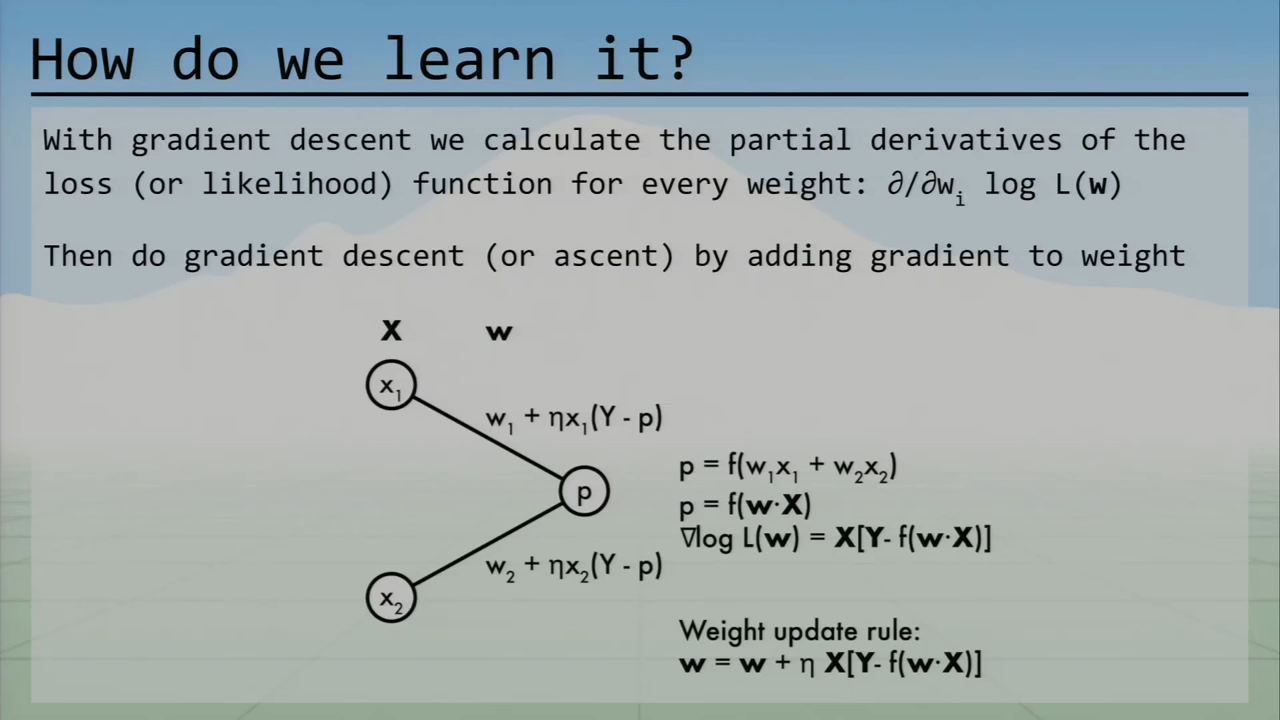 How do we learn it?
With gradient descent we calculate the partial derivatives of the
loss (or likelihood) function for every weight: ∂/∂wᵢ log L(w)
Then do gradient descent (or ascent) by adding gradient to weight
X w
x₁
w₁ + ηx₁(Y - p)
p = f(w₁x₁ + w₂x₂)
p
p = f(w·X)
∇log L(w) = X[Y- f(w·X)]
w₂ + ηx₂(Y - p)
x₂
Weight update rule:
w = w + η X[Y- f(w·X)]